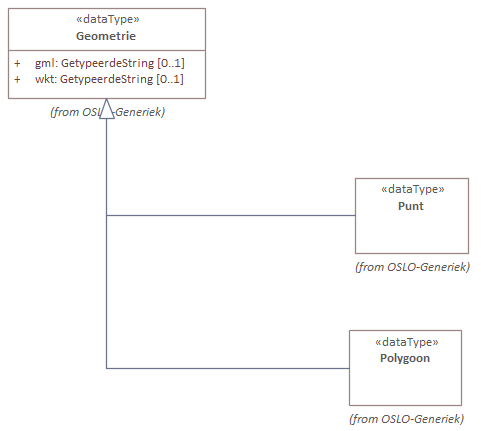 «dataType»
Geometrie
+ gml: GetypeerdeString [0..1]
+ wkt: GetypeerdeString [0..1]
(from OSLO-Generiek)
«dataType»
Punt
(from OSLO-Generiek)
«dataType»
Polygoon
(from OSLO-Generiek)